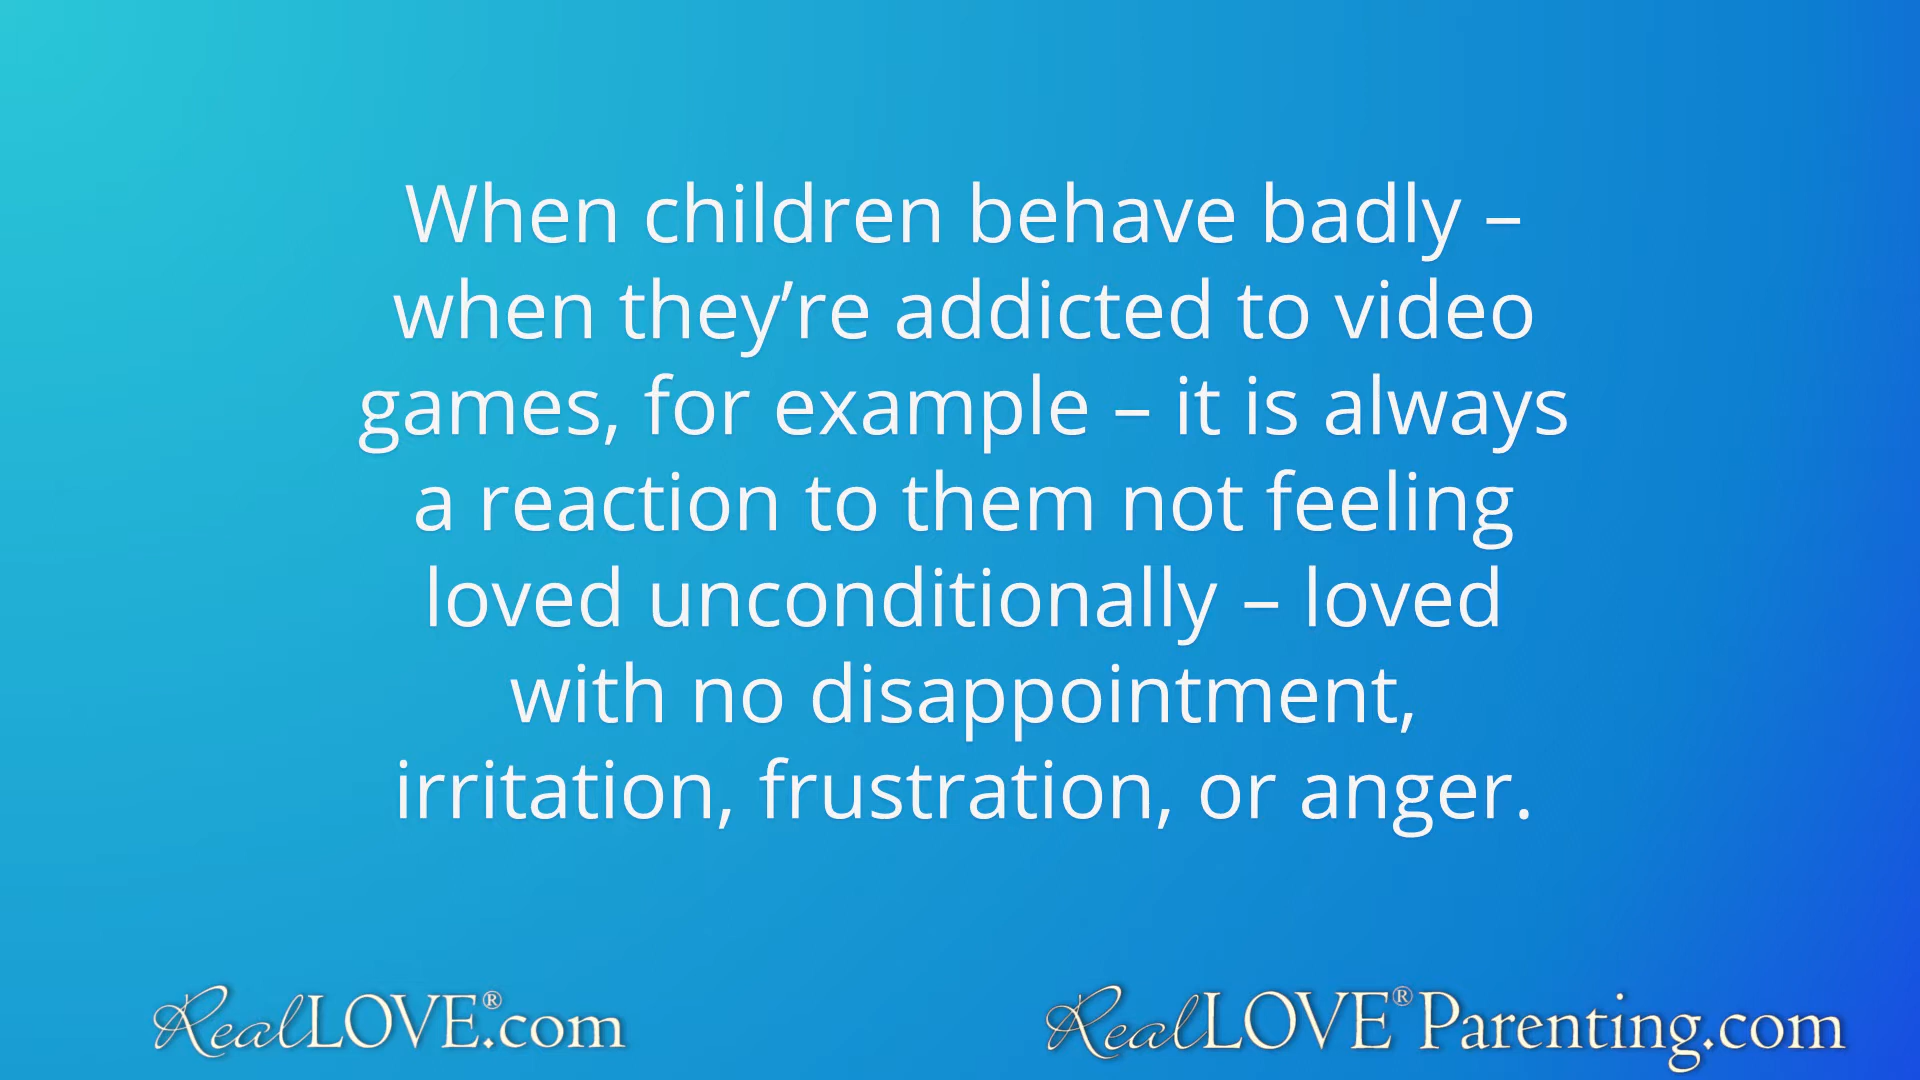 When children behave badly –
when they’re addicted to video
games, for example – it is always
a reaction to them not feeling
loved unconditionally – loved
with no disappointment,
irritation, frustration, or anger.
RealLOVE®.com
RealLOVE®Parenting.com